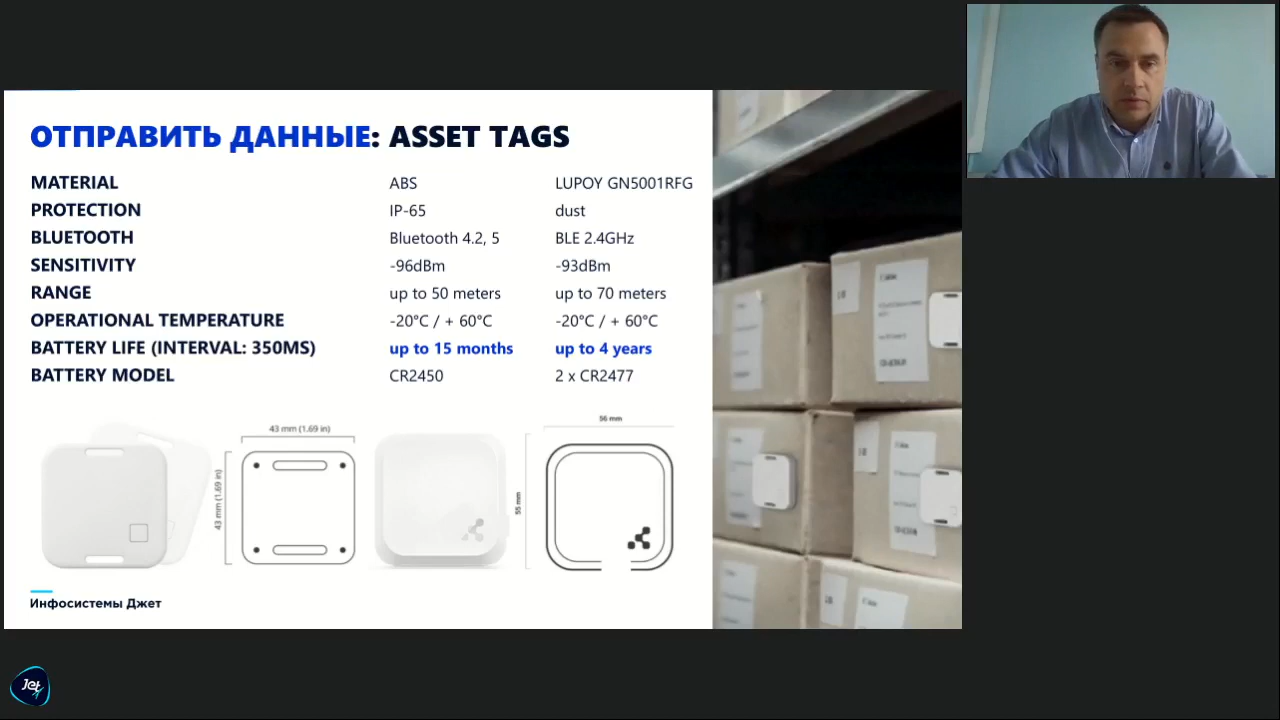 ОТПРАВИТЬ ДАННЫЕ: ASSET TAGS
MATERIAL ABS LUPOY GN5001RFG
PROTECTION IP-65 dust
BLUETOOTH Bluetooth 4.2, 5 BLE 2.4GHz
SENSITIVITY -96dBm -93dBm
RANGE up to 50 meters up to 70 meters
OPERATIONAL TEMPERATURE -20°C / + 60°C -20°C / + 60°C
BATTERY LIFE (INTERVAL: 350MS) up to 15 months up to 4 years
BATTERY MODEL CR2450 2 x CR2477
43 mm (1.69 in)
43 mm (1.69 in)
56 mm
55 mm
Инфосистемы Джет
Jet